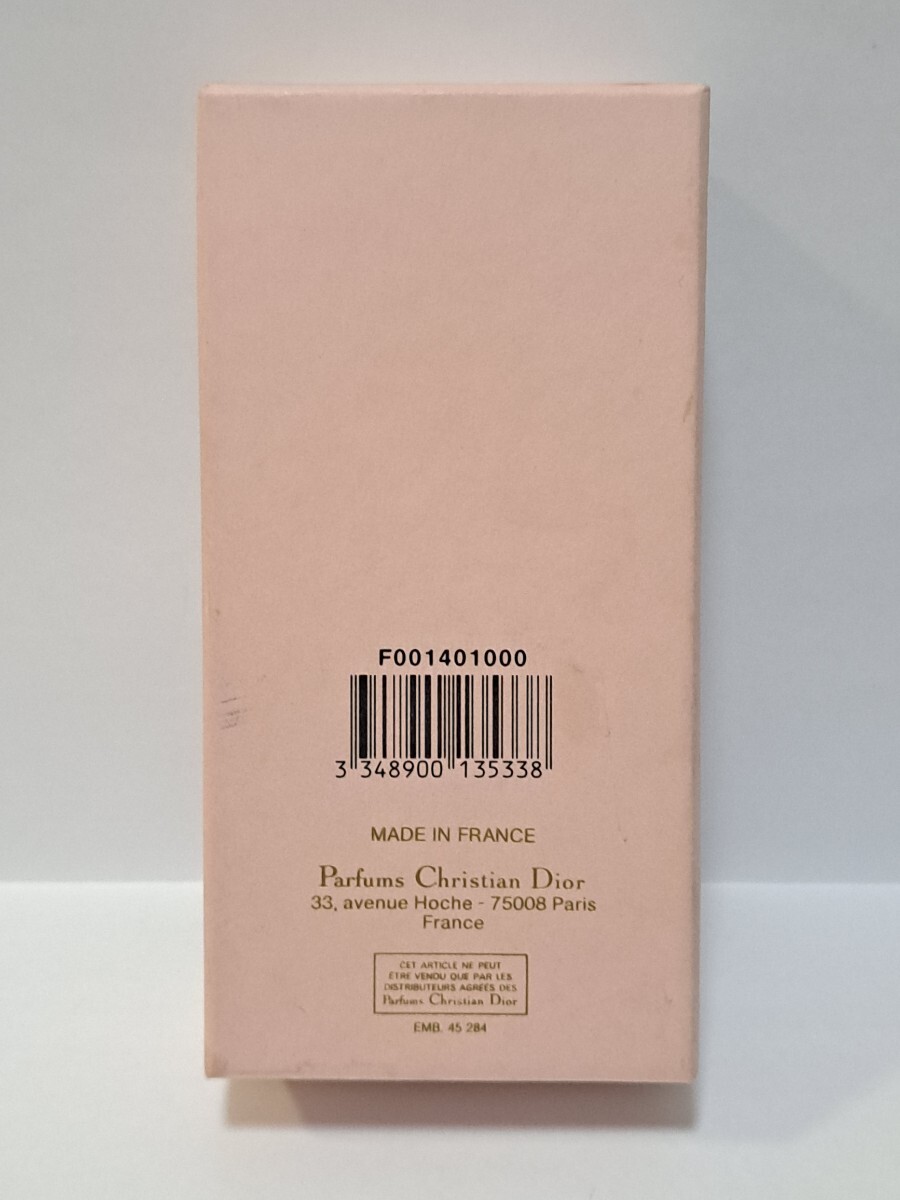 F001401000
3 348900 135338
MADE IN FRANCE
Parfums Christian Dior
33, avenue Hoche - 75008 Paris
France
CET ARTICLE NE PEUT
ÊTRE VENDU QUE PAR LES
DISTRIBUTEURS AGRÉÉS DES
Parfums Christian Dior
EMB. 45 284